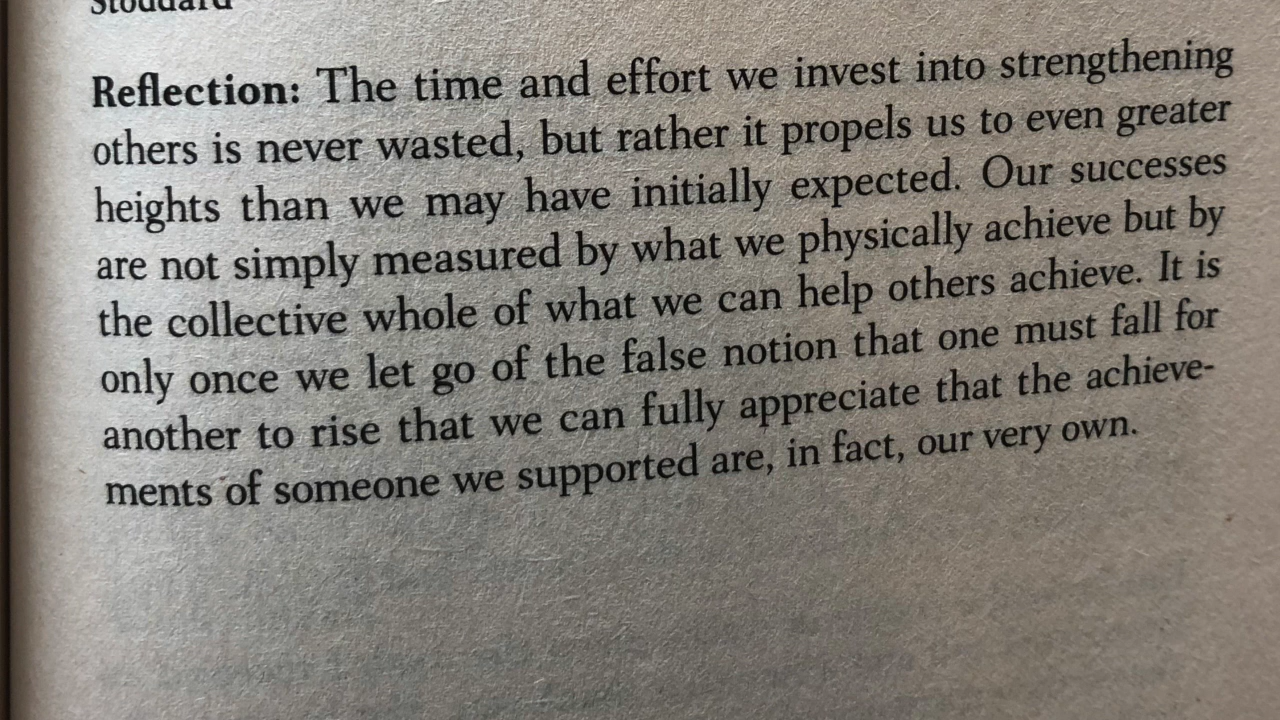 Stoddard
Reflection: The time and effort we invest into strengthening
others is never wasted, but rather it propels us to even greater
heights than we may have initially expected. Our successes
are not simply measured by what we physically achieve but by
the collective whole of what we can help others achieve. It is
only once we let go of the false notion that one must fall for
another to rise that we can fully appreciate that the achieve-
ments of someone we supported are, in fact, our very own.